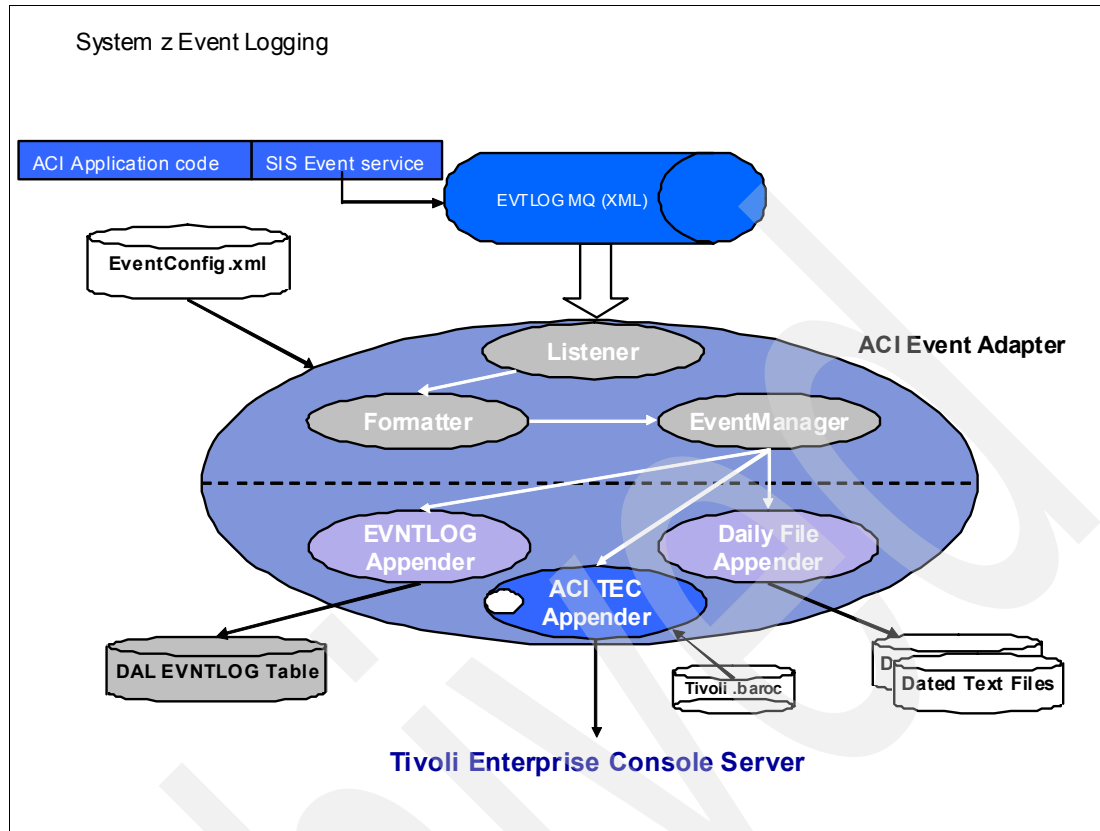 System z Event Logging
ACI Application code
SIS Event service
EVTLOG MQ (XML)
EventConfig.xml
Listener
ACI Event Adapter
Formatter
EventManager
EVNTLOG
Appender
Daily File
Appender
ACI TEC
Appender
DAL EVNTLOG Table
Tivoli .baroc
D
Dated Text Files
Tivoli Enterprise Console Server